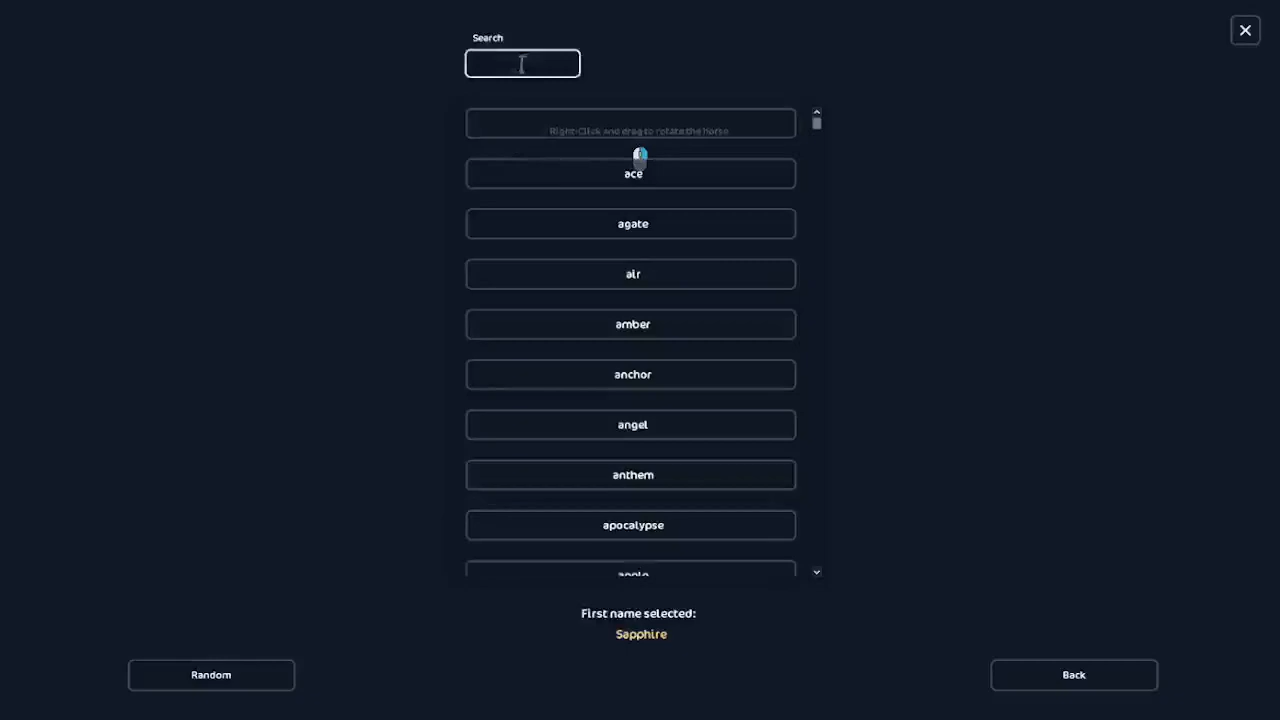 Search
Right-Click and drag to rotate the horse
ace
agate
air
amber
anchor
angel
anthem
apocalypse
apple
First name selected:
Sapphire
Random
Back